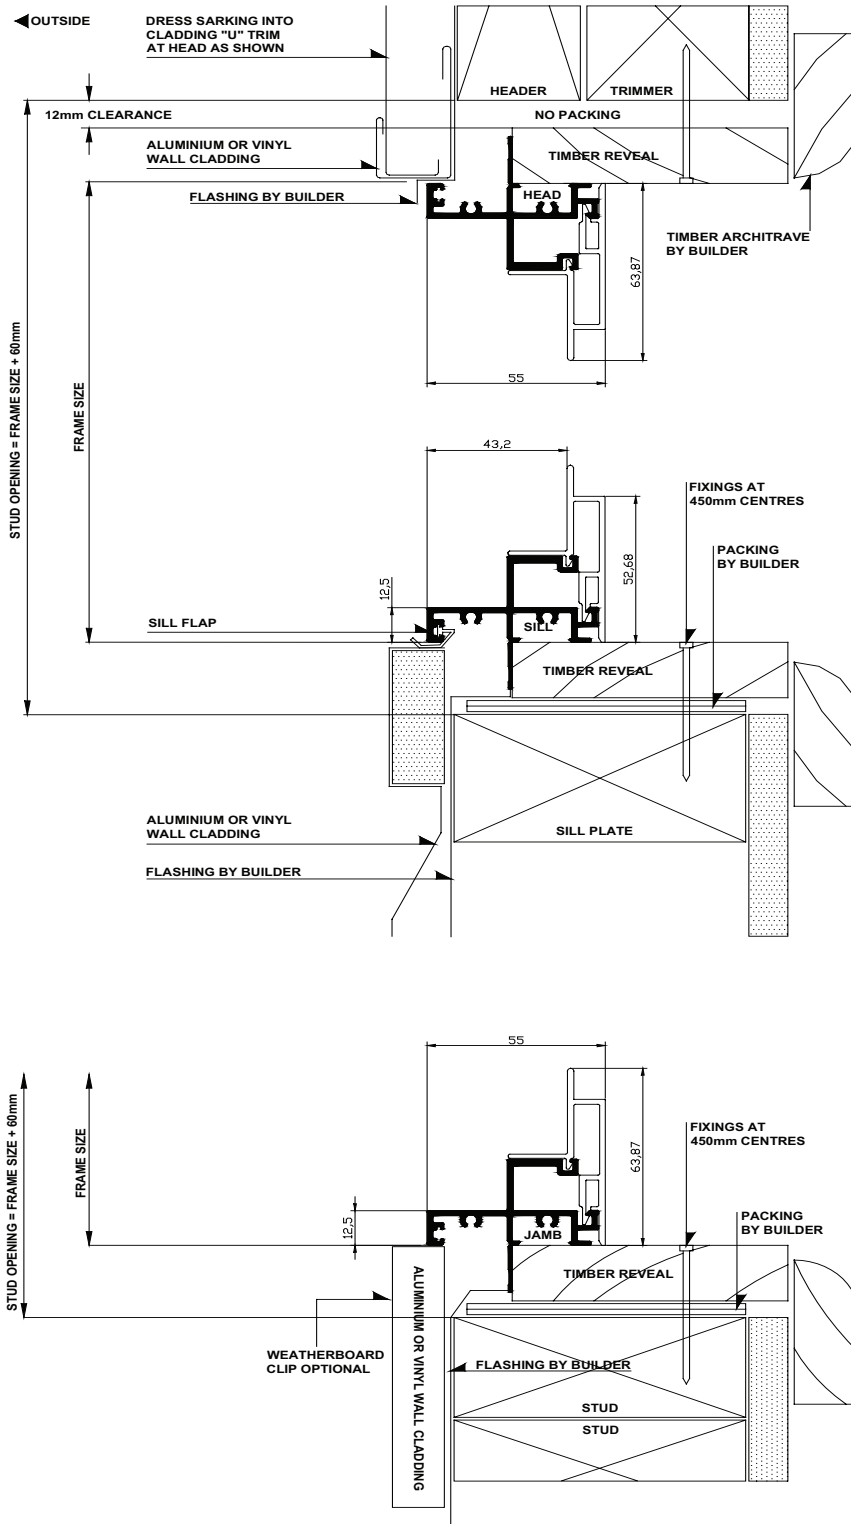 OUTSIDE
DRESS SARKING INTO
CLADDING "U" TRIM
AT HEAD AS SHOWN
HEADER
TRIMMER
12mm CLEARANCE
NO PACKING
ALUMINIUM OR VINYL
WALL CLADDING
TIMBER REVEAL
FLASHING BY BUILDER
HEAD
TIMBER ARCHITRAVE
BY BUILDER
63,87
55
STUD OPENING = FRAME SIZE + 60mm
FRAME SIZE
43,2
FIXINGS AT
450mm CENTRES
PACKING
BY BUILDER
52,68
12,5
SILL FLAP
SILL
TIMBER REVEAL
ALUMINIUM OR VINYL
WALL CLADDING
SILL PLATE
FLASHING BY BUILDER
55
STUD OPENING = FRAME SIZE + 60mm
FRAME SIZE
63,87
FIXINGS AT
450mm CENTRES
12,5
JAMB
PACKING
BY BUILDER
TIMBER REVEAL
ALUMINIUM OR VINYL WALL CLADDING
WEATHERBOARD
CLIP OPTIONAL
FLASHING BY BUILDER
STUD
STUD